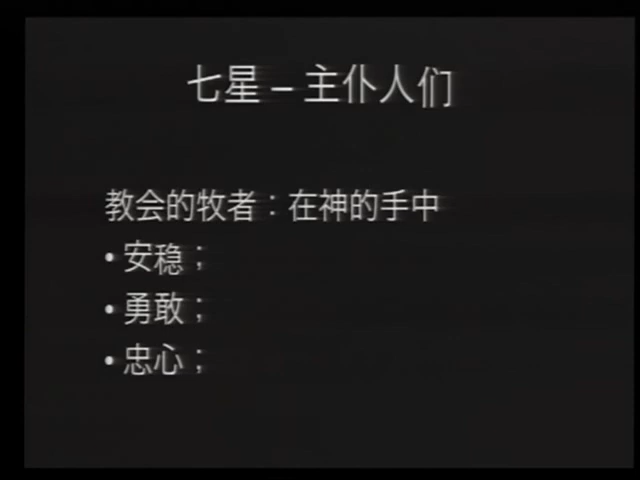 七星 – 主仆人们
教会的牧者：在神的手中
• 安稳；
• 勇敢；
• 忠心；